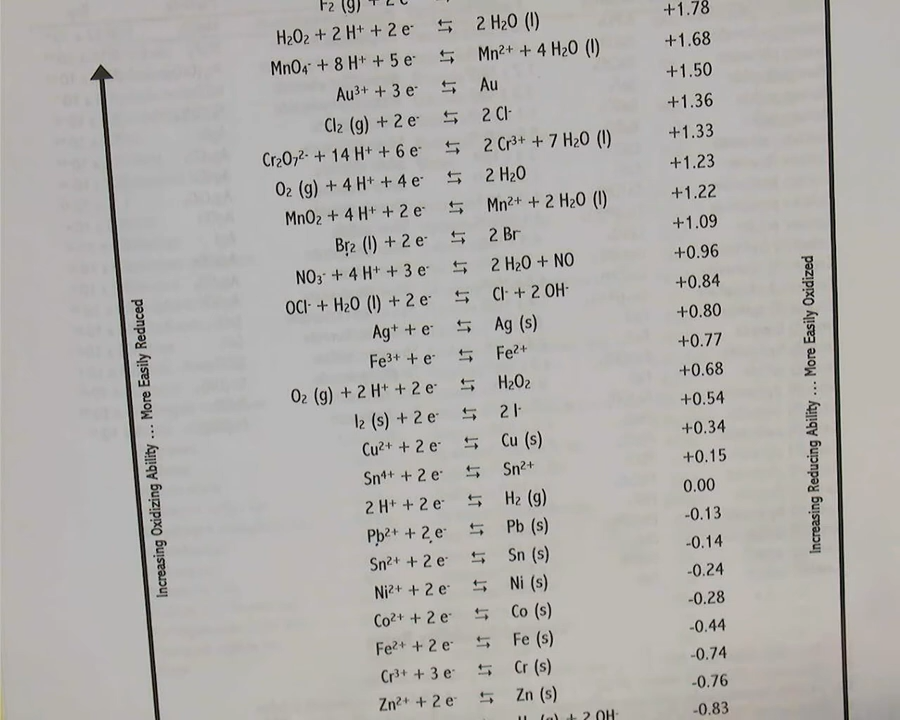 F₂ (g) + 2 e⁻
H₂O₂ + 2 H⁺ + 2 e⁻ ⇆ 2 H₂O (l) +1.78
MnO₄⁻ + 8 H⁺ + 5 e⁻ ⇆ Mn²⁺ + 4 H₂O (l) +1.68
Au³⁺ + 3 e⁻ ⇆ Au +1.50
Cl₂ (g) + 2 e⁻ ⇆ 2 Cl⁻ +1.36
Cr₂O₇²⁻ + 14 H⁺ + 6 e⁻ ⇆ 2 Cr³⁺ + 7 H₂O (l) +1.33
O₂ (g) + 4 H⁺ + 4 e⁻ ⇆ 2 H₂O +1.23
MnO₂ + 4 H⁺ + 2 e⁻ ⇆ Mn²⁺ + 2 H₂O (l) +1.22
Br₂ (l) + 2 e⁻ ⇆ 2 Br⁻ +1.09
NO₃⁻ + 4 H⁺ + 3 e⁻ ⇆ 2 H₂O + NO +0.96
OCl⁻ + H₂O (l) + 2 e⁻ ⇆ Cl⁻ + 2 OH⁻ +0.84
Ag⁺ + e⁻ ⇆ Ag (s) +0.80
Fe³⁺ + e⁻ ⇆ Fe²⁺ +0.77
O₂ (g) + 2 H⁺ + 2 e⁻ ⇆ H₂O₂ +0.68
I₂ (s) + 2 e⁻ ⇆ 2 I⁻ +0.54
Cu²⁺ + 2 e⁻ ⇆ Cu (s) +0.34
Sn⁴⁺ + 2 e⁻ ⇆ Sn²⁺ +0.15
2 H⁺ + 2 e⁻ ⇆ H₂ (g) 0.00
Pb²⁺ + 2 e⁻ ⇆ Pb (s) -0.13
Sn²⁺ + 2 e⁻ ⇆ Sn (s) -0.14
Ni²⁺ + 2 e⁻ ⇆ Ni (s) -0.24
Co²⁺ + 2 e⁻ ⇆ Co (s) -0.28
Fe²⁺ + 2 e⁻ ⇆ Fe (s) -0.44
Cr³⁺ + 3 e⁻ ⇆ Cr (s) -0.74
Zn²⁺ + 2 e⁻ ⇆ Zn (s) -0.76
H₂ (g) + 2 OH⁻ -0.83
Increasing Oxidizing Ability ... More Easily Reduced
Increasing Reducing Ability ... More Easily Oxidized